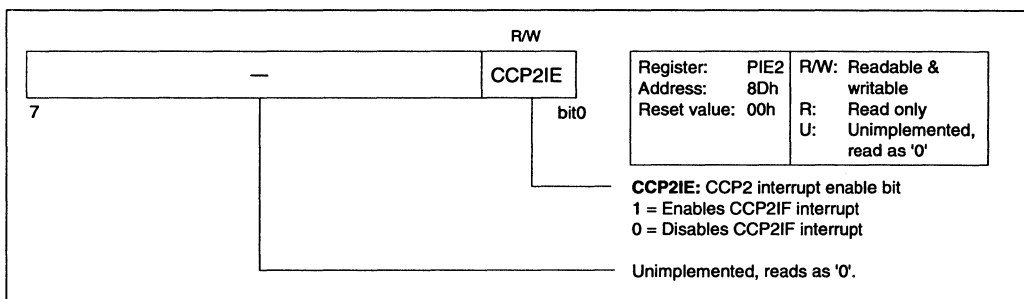 R/W
— CCP2IE
7 bit0
Register: PIE2 R/W: Readable &
Address: 8Dh writable
Reset value: 00h R: Read only
U: Unimplemented,
read as '0'
CCP2IE: CCP2 interrupt enable bit
1 = Enables CCP2IF interrupt
0 = Disables CCP2IF interrupt
Unimplemented, reads as '0'.